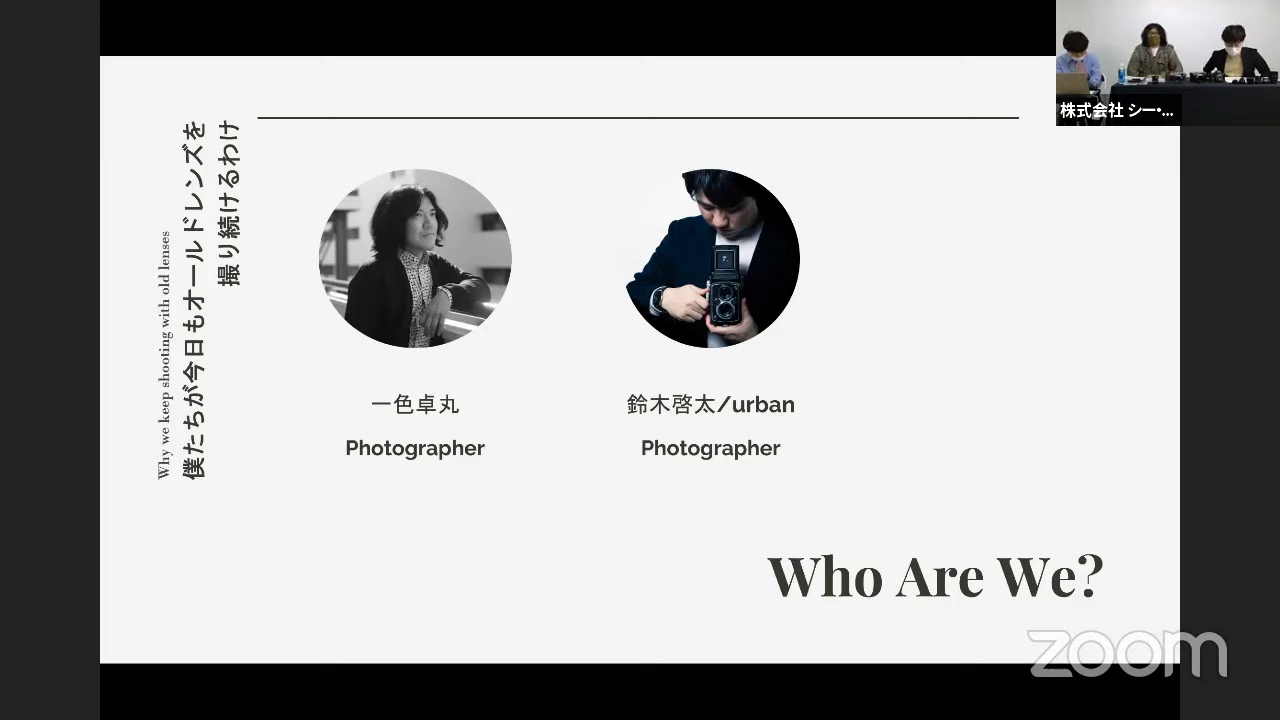 株式会社 シー・...
僕たちが今日もオールドレンズを
撮り続けるわけ
Why we keep shooting with old lenses
一色卓丸
Photographer
鈴木啓太/urban
Photographer
Who Are We?
zoom